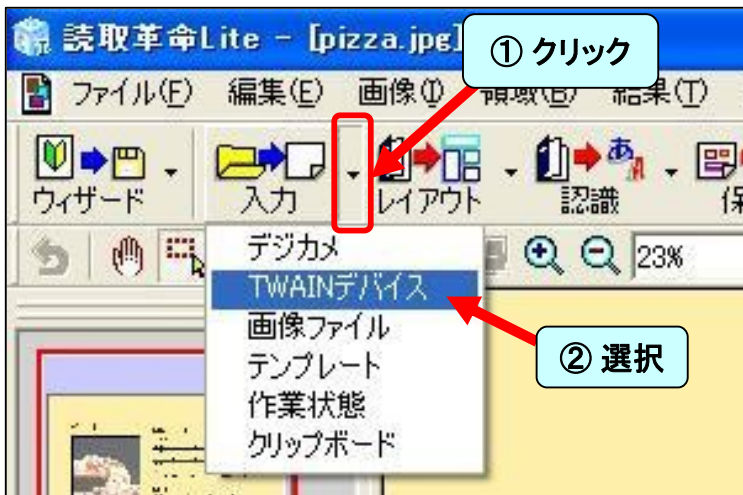 読取革命Lite - [pizza.jpg]
① クリック
ファイル(F) 編集(E) 画像(I) 領域(B) 結果(T)
ウィザード 入力 レイアウト 認識
デジカメ
23%
TWAINデバイス
画像ファイル
② 選択
テンプレート
作業状態
クリップボード